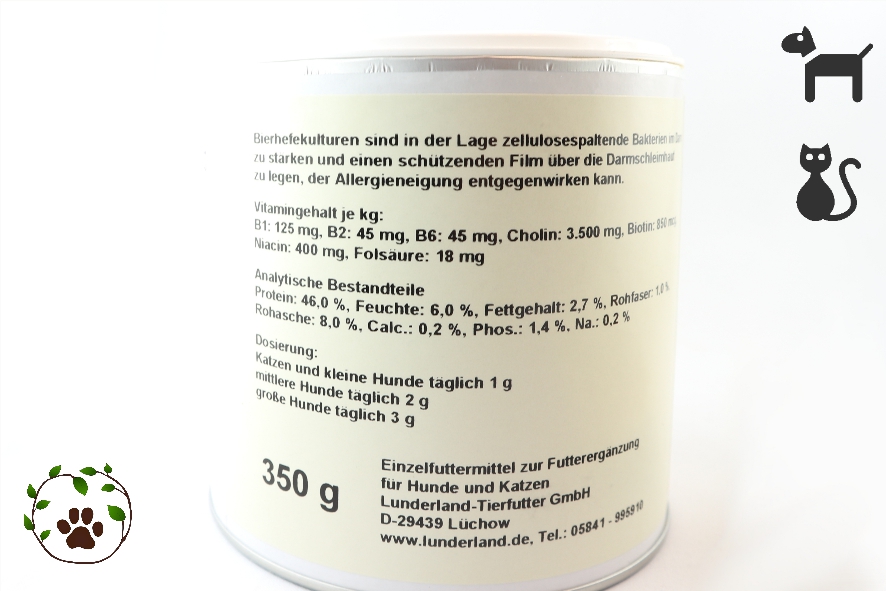 Bierhefekulturen sind in der Lage zellulosespaltende Bakterien im
zu starken und einen schützenden Film über die Darmschleimhaut
zu legen, der Allergieneigung entgegenwirken kann.
Vitamingehalt je kg:
B1: 125 mg, B2: 45 mg, B6: 45 mg, Cholin: 3.500 mg, Biotin: 850
Niacin: 400 mg, Folsäure: 18 mg
Analytische Bestandteile
Protein: 46,0 %, Feuchte: 6,0 %, Fettgehalt: 2,7 %, Rohfaser: 1,0 %
Rohasche: 8,0 %, Calc.: 0,2 %, Phos.: 1,4 %, Na.: 0,2 %
Dosierung:
Katzen und kleine Hunde täglich 1 g
mittlere Hunde täglich 2 g
große Hunde täglich 3 g
350 g
Einzelfuttermittel zur Futterergänzung
für Hunde und Katzen
Lunderland-Tierfutter GmbH
D-29439 Lüchow
www.lunderland.de, Tel.: 05841 - 995910